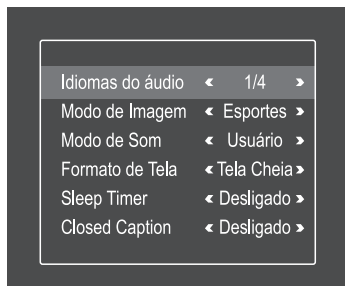 Idiomas do áudio 1/4
Modo de Imagem Esportes
Modo de Som Usuário
Formato de Tela Tela Cheia
Sleep Timer Desligado
Closed Caption Desligado